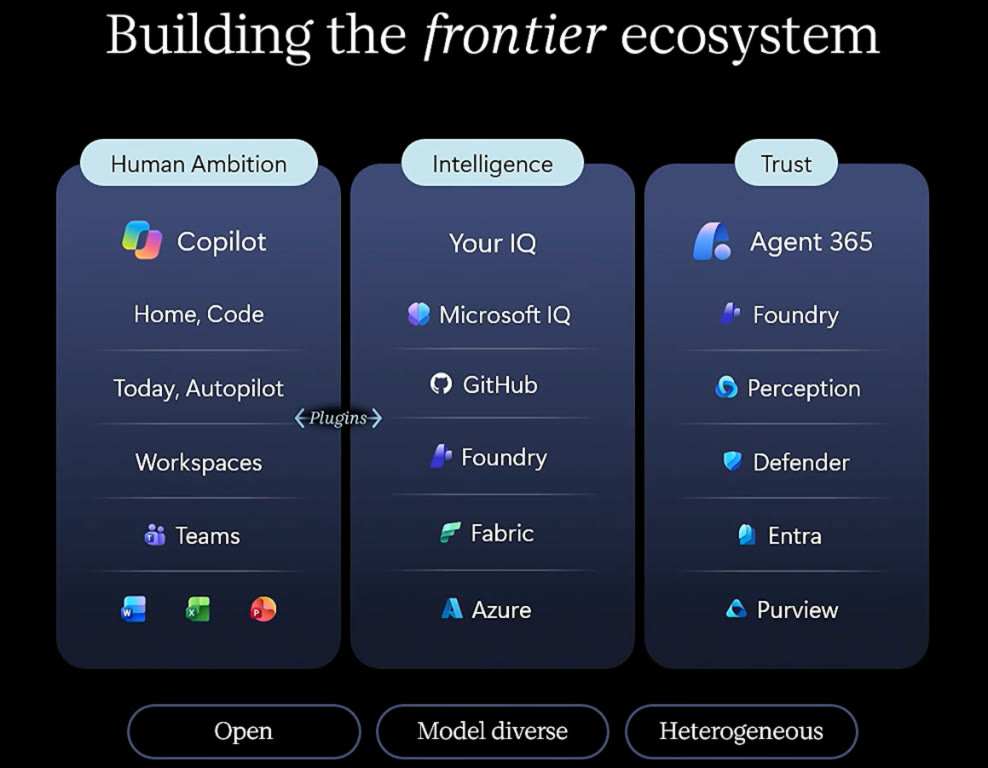 Building the frontier ecosystem
Human Ambition
Copilot
Home, Code
Today, Autopilot
Workspaces
Teams
W X P
Plugins
Intelligence
Your IQ
Microsoft IQ
GitHub
Foundry
Fabric
Azure
Trust
Agent 365
Foundry
Perception
Defender
Entra
Purview
Open
Model diverse
Heterogeneous